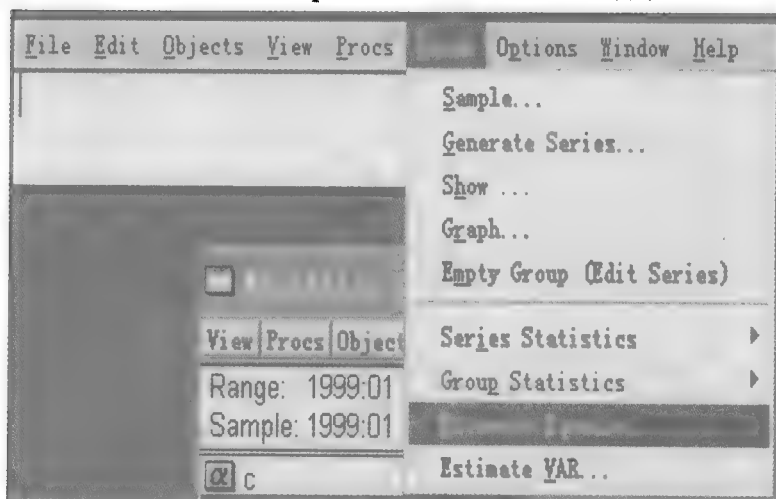 File Edit Objects View Procs Options Window Help
Sample...
Generate Series...
Show ...
Graph...
Empty Group (Edit Series)
Series Statistics
Group Statistics
Estimate VAR...
View Procs Object
Range: 1999:01
Sample: 1999:01
α c